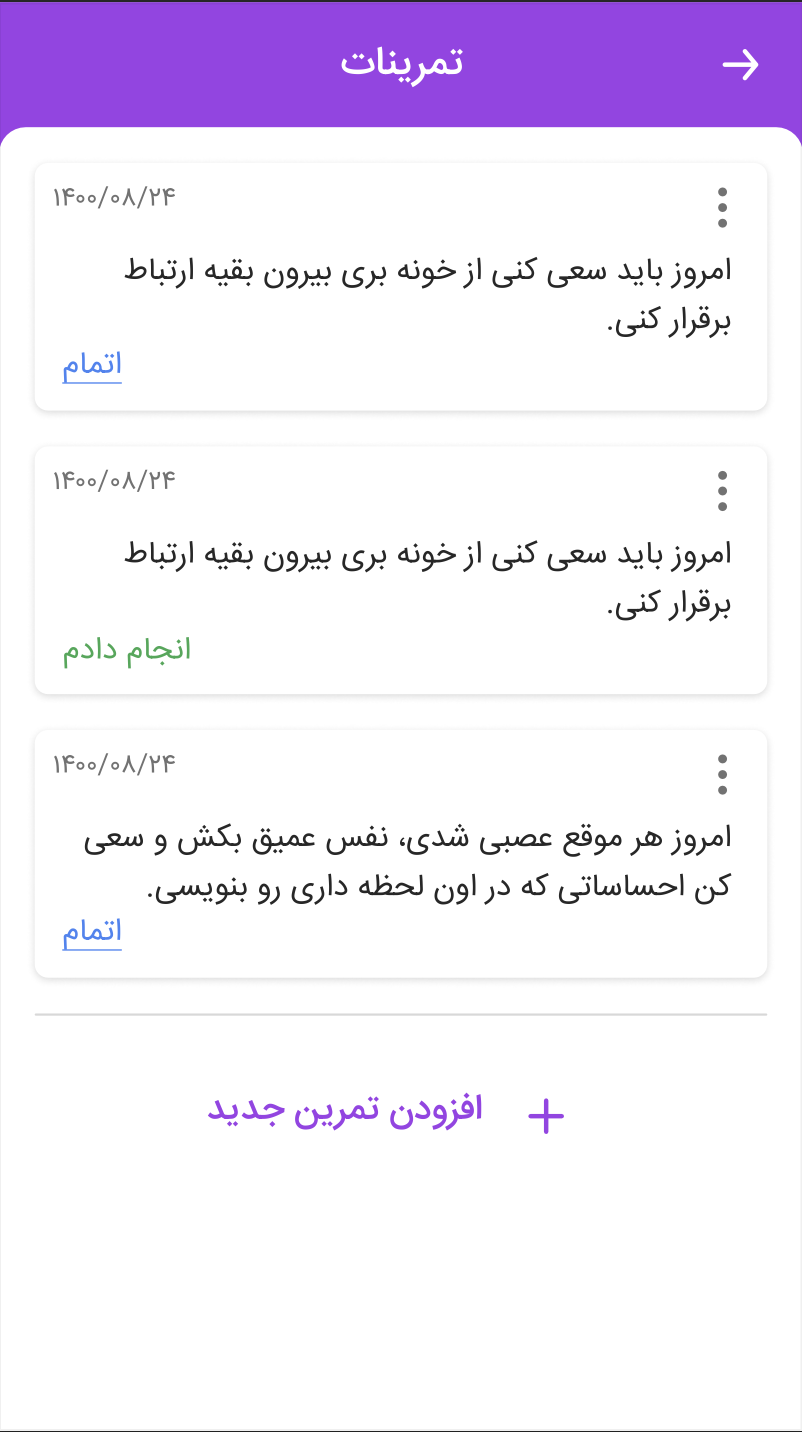 تمرینات
۱۴۰۰/۰۸/۲۴
امروز باید سعی کنی از خونه بری بیرون بقیه ارتباط
برقرار کنی.
اتمام
۱۴۰۰/۰۸/۲۴
امروز باید سعی کنی از خونه بری بیرون بقیه ارتباط
برقرار کنی.
انجام دادم
۱۴۰۰/۰۸/۲۴
امروز هر موقع عصبی شدی، نفس عمیق بکش و سعی
کن احساساتی که در اون لحظه داری رو بنویسی.
اتمام
افزودن تمرین جدید